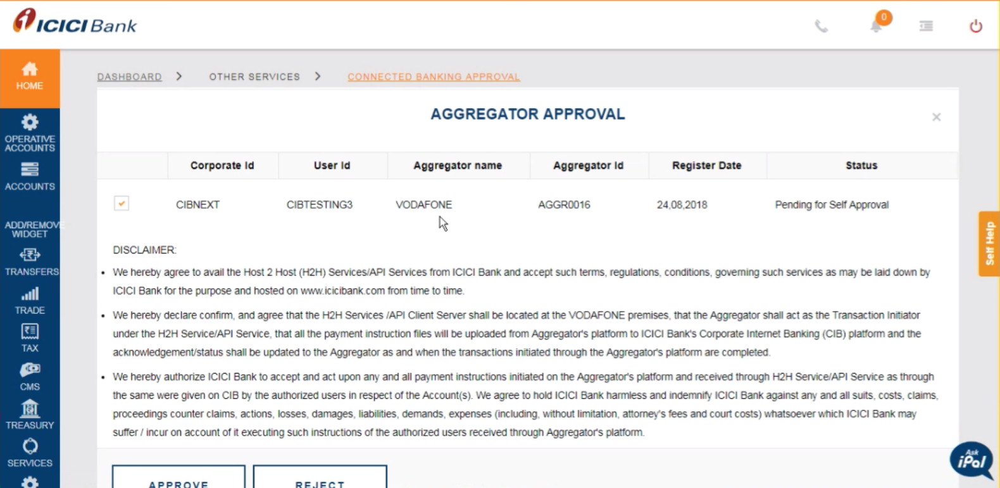 ICICI Bank
0
HOME
OPERATIVE
ACCOUNTS
ACCOUNTS
ADD/REMOVE
WIDGET
TRANSFERS
TRADE
TAX
CMS
TREASURY
SERVICES
DASHBOARD > OTHER SERVICES > CONNECTED BANKING APPROVAL
AGGREGATOR APPROVAL
×
Corporate Id User Id Aggregator name Aggregator Id Register Date Status
CIBNEXT CIBTESTING3 VODAFONE AGGR0016 24,08,2018 Pending for Self Approval
DISCLAIMER:
• We hereby agree to avail the Host 2 Host (H2H) Services/API Services from ICICI Bank and accept such terms, regulations, conditions, governing such services as may be laid down by
ICICI Bank for the purpose and hosted on www.icicibank.com from time to time.
• We hereby declare confirm, and agree that the H2H Services /API Client Server shall be located at the VODAFONE premises, that the Aggregator shall act as the Transaction Initiator
under the H2H Service/API Service, that all the payment instruction files will be uploaded from Aggregator's platform to ICICI Bank's Corporate Internet Banking (CIB) platform and the
acknowledgement/status shall be updated to the Aggregator as and when the transactions initiated through the Aggregator's platform are completed.
• We hereby authorize ICICI Bank to accept and act upon any and all payment instructions initiated on the Aggregator's platform and received through H2H Service/API Service as through
the same were given on CIB by the authorized users in respect of the Account(s). We agree to hold ICICI Bank harmless and indemnify ICICI Bank against any and all suits, costs, claims,
proceedings counter claims, actions, losses, damages, liabilities, demands, expenses (including, without limitation, attorney's fees and court costs) whatsoever which ICICI Bank may
suffer / incur on account of it executing such instructions of the authorized users received through Aggregator's platform.
APPROVE REJECT
Self Help
Ask
iPal